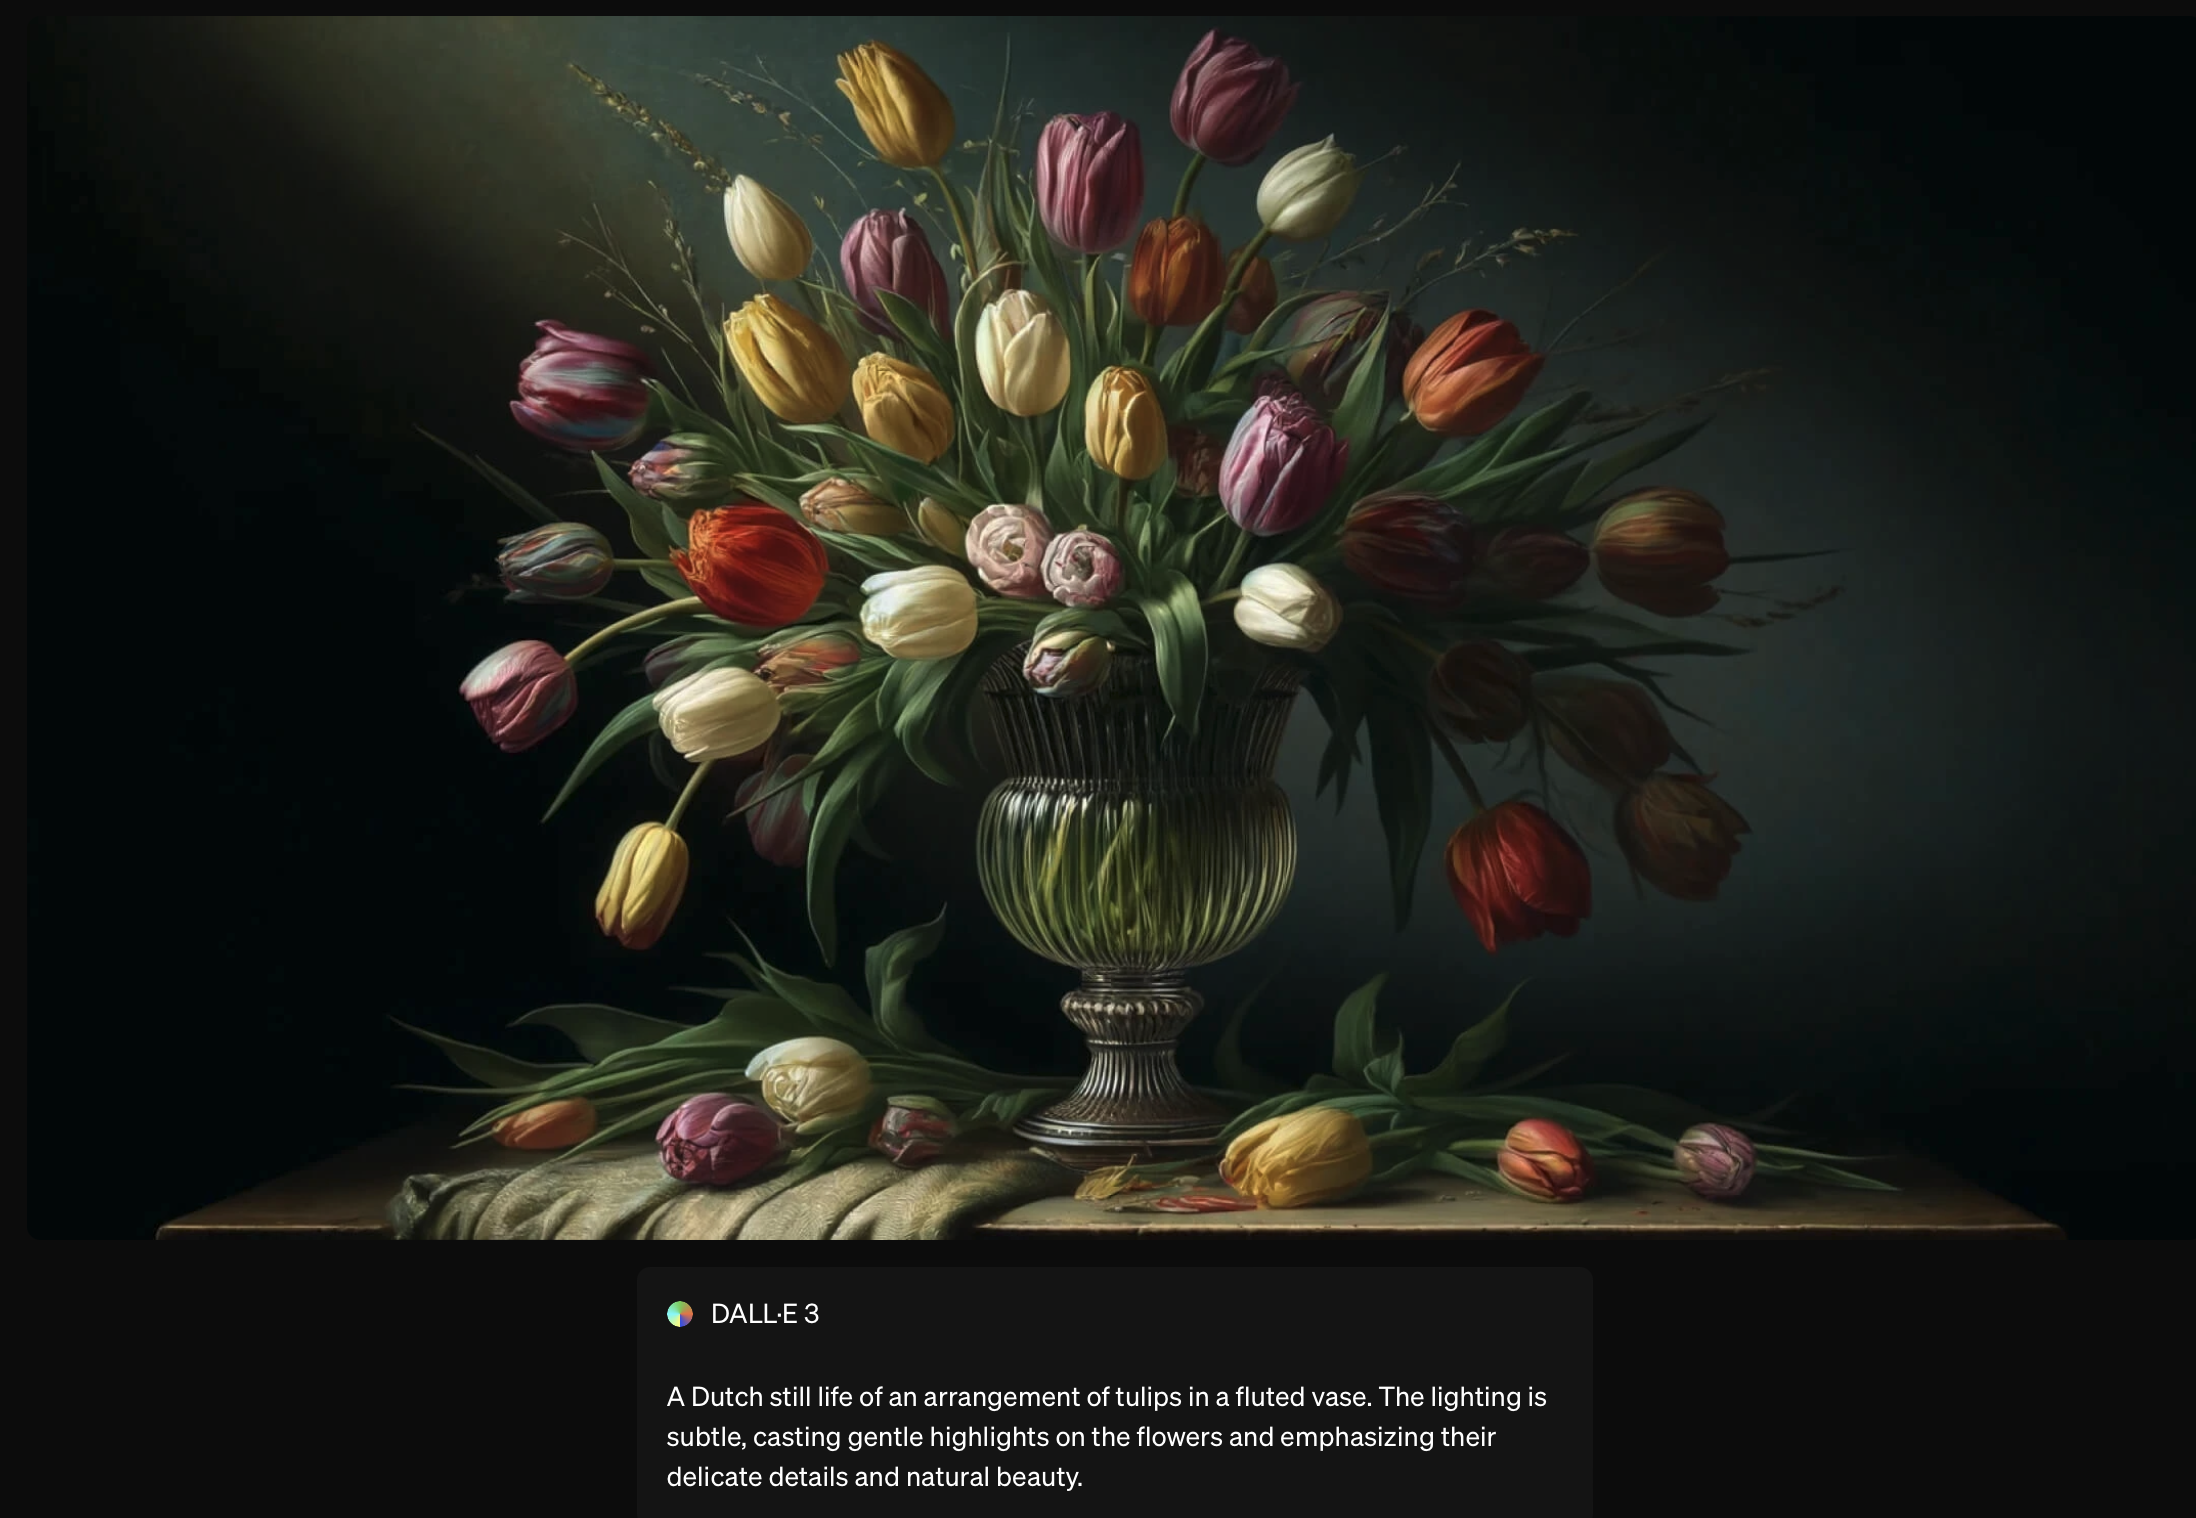 DALL·E 3
A Dutch still life of an arrangement of tulips in a fluted vase. The lighting is
subtle, casting gentle highlights on the flowers and emphasizing their
delicate details and natural beauty.